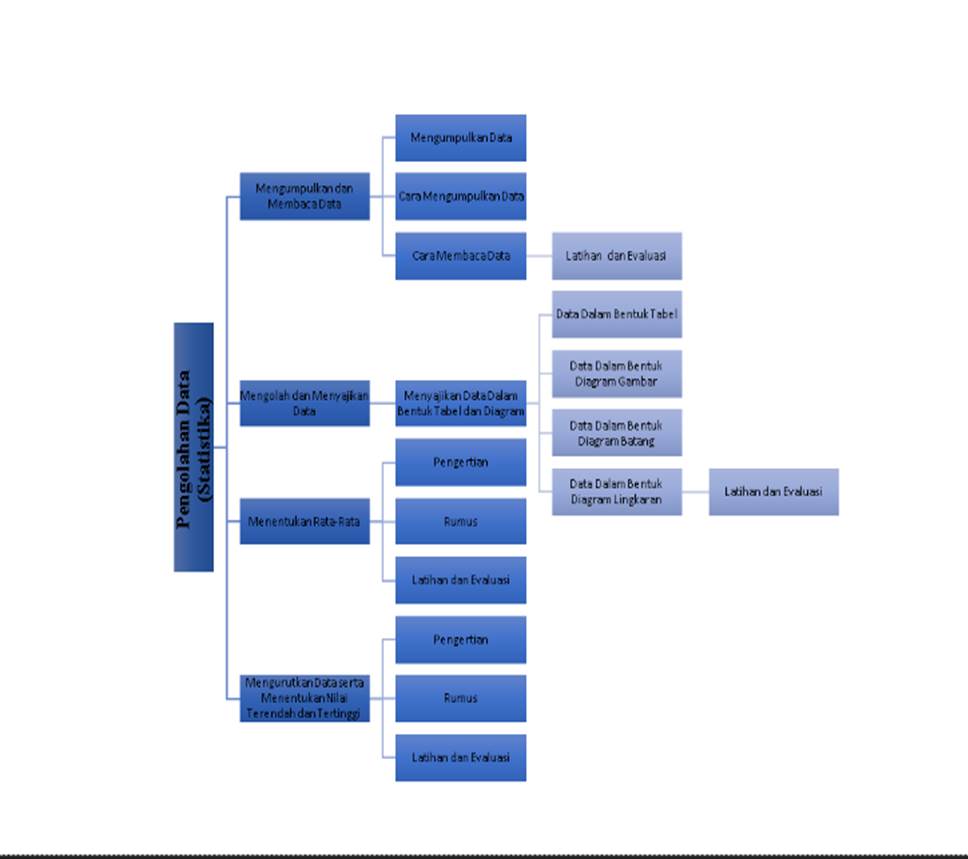 Pengolahan Data
(Statistika)
Mengumpulkan dan
Membaca Data
Mengumpulkan Data
Cara Mengumpulkan Data
Cara Membaca Data
Latihan dan Evaluasi
Mengolah dan Menyajikan
Data
Menyajikan Data Dalam
Bentuk Tabel dan Diagram
Data Dalam Bentuk Tabel
Data Dalam Bentuk
Diagram Gambar
Data Dalam Bentuk
Diagram Batang
Data Dalam Bentuk
Diagram Lingkaran
Latihan dan Evaluasi
Menentukan Rata-Rata
Pengertian
Rumus
Latihan dan Evaluasi
Mengurutkan Data serta
Menentukan Nilai
Terendah dan Tertinggi
Pengertian
Rumus
Latihan dan Evaluasi